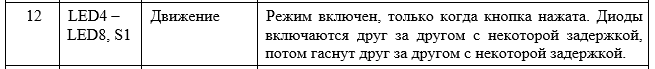 12 LED4 – Движение Режим включен, только когда кнопка нажата. Диоды
LED8, S1 включаются друг за другом с некоторой задержкой,
потом гаснут друг за другом с некоторой задержкой.